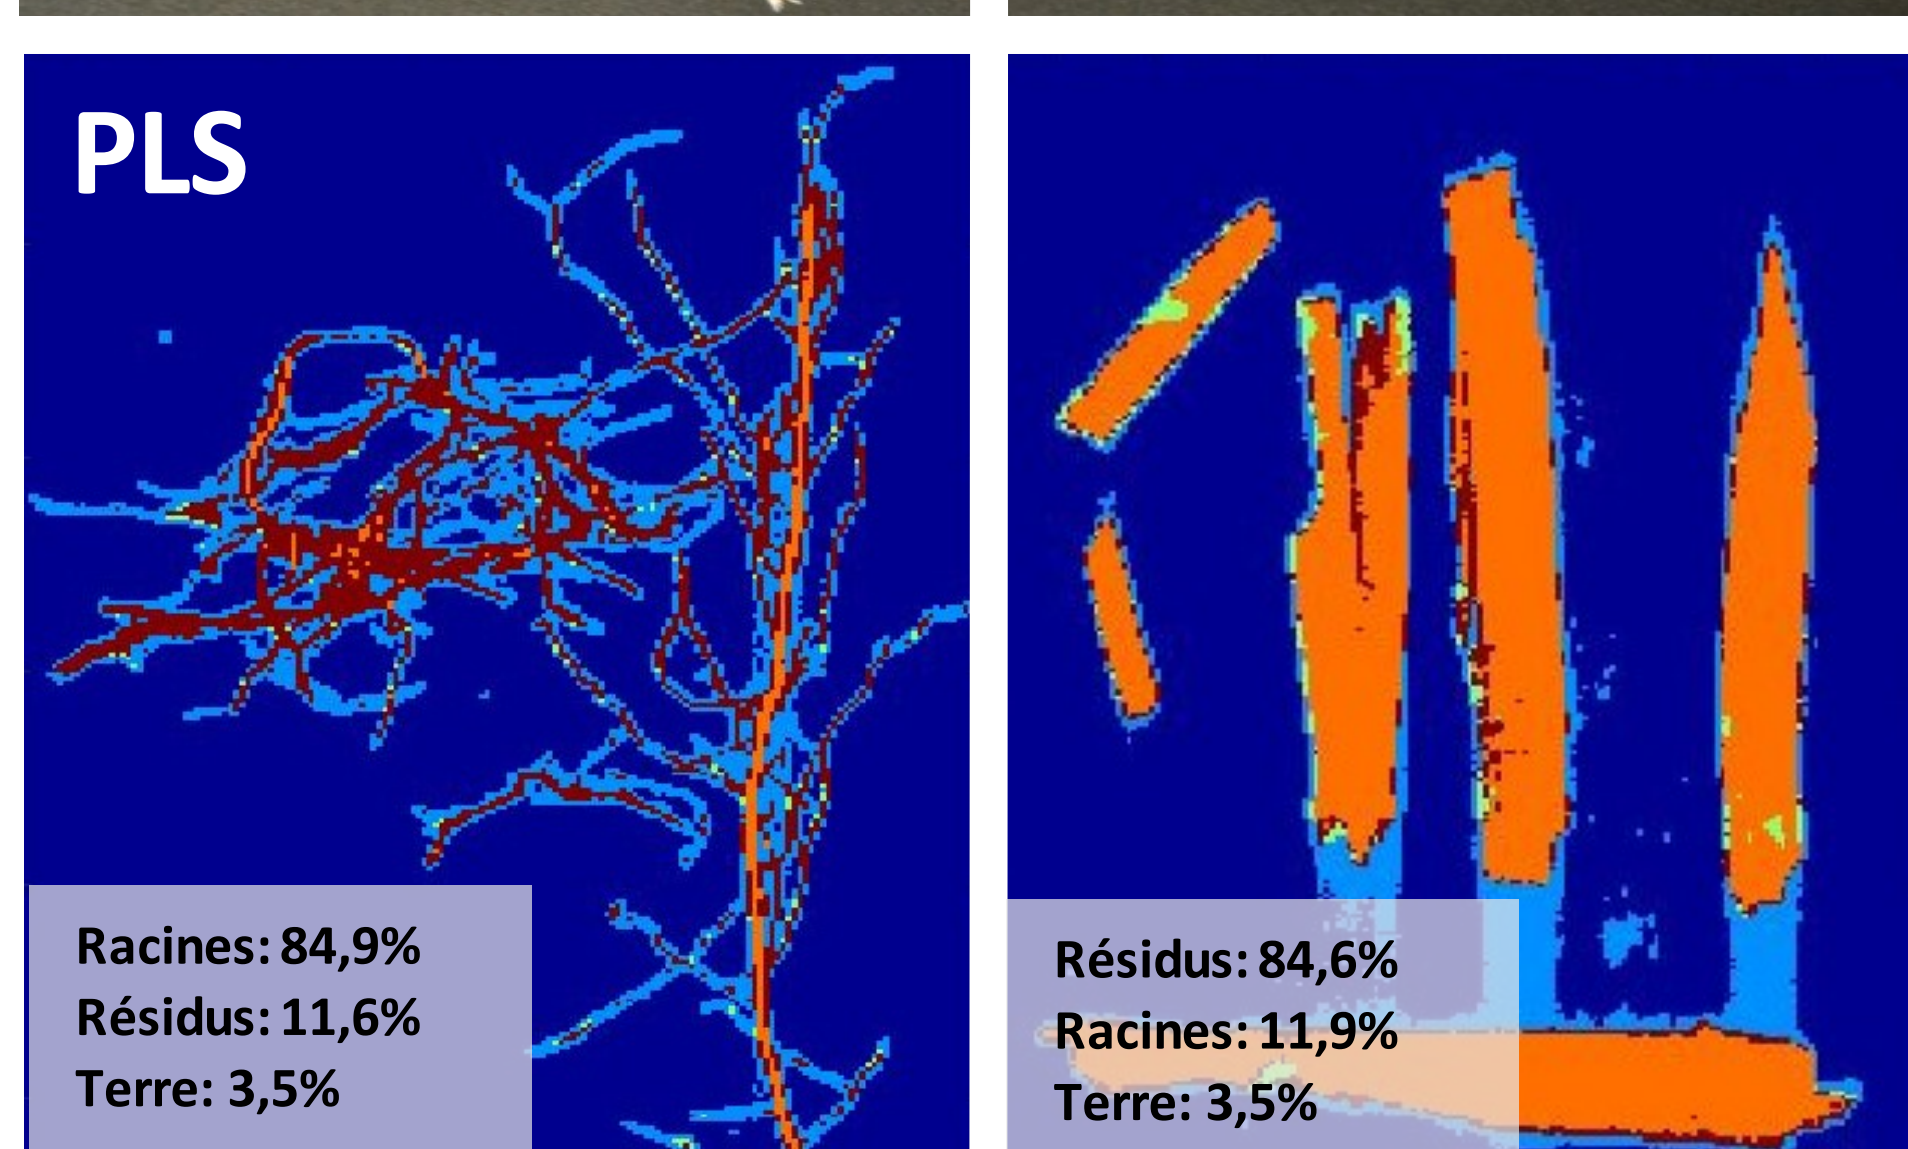 PLS
Racines: 84,9%
Résidus: 11,6%
Terre: 3,5%
Résidus: 84,6%
Racines: 11,9%
Terre: 3,5%